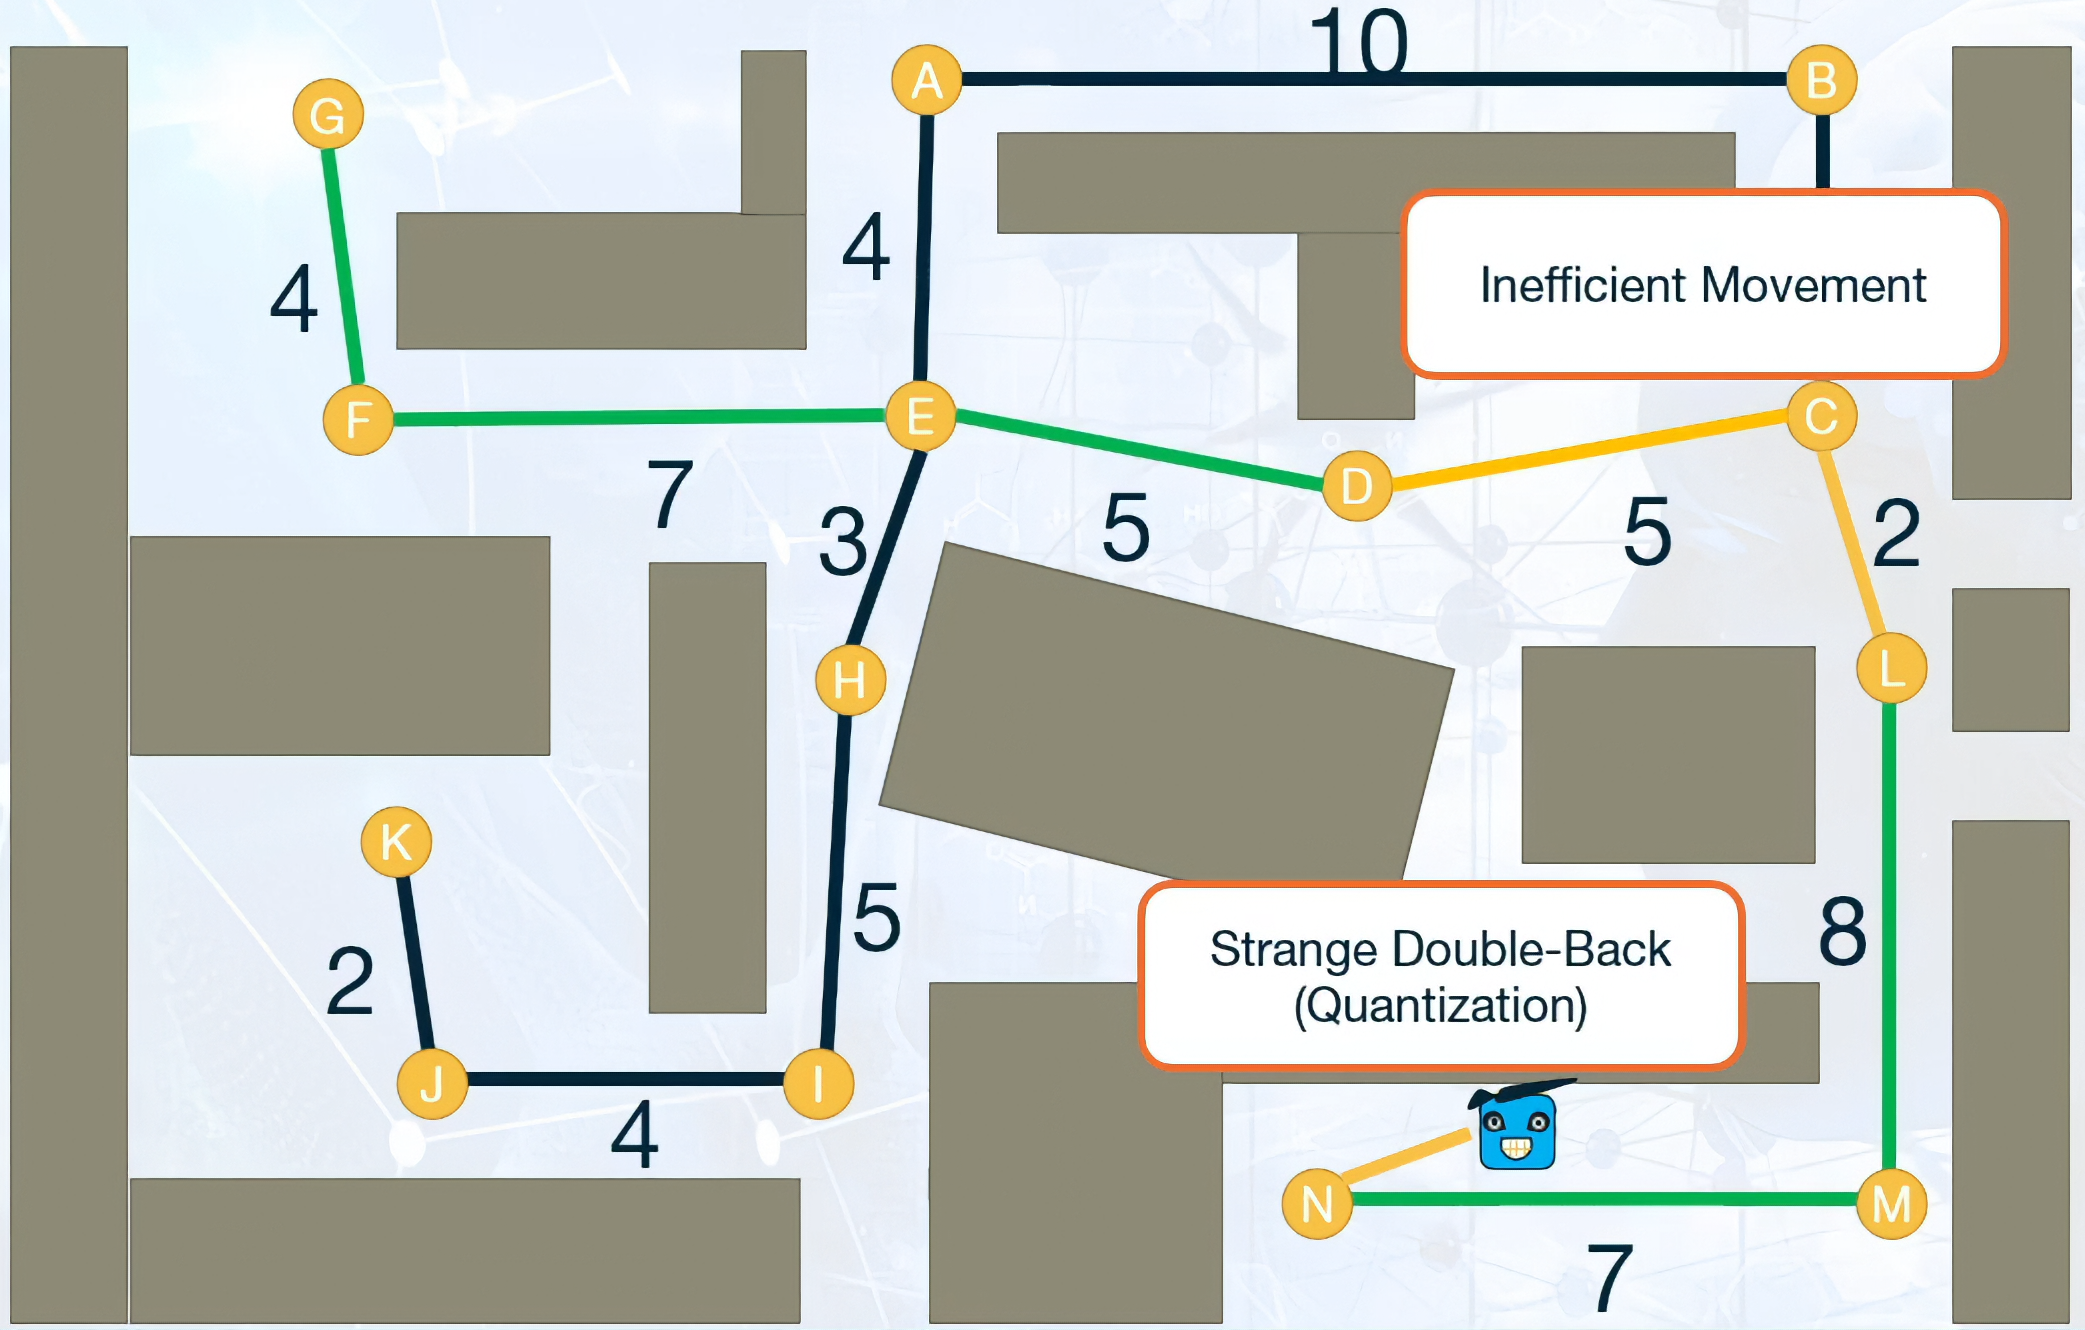 10
A
B
G
4
4
Inefficient Movement
F
E
C
7
3
5
D
5
2
H
L
K
2
5
8
Strange Double-Back
(Quantization)
J
I
4
N
M
7